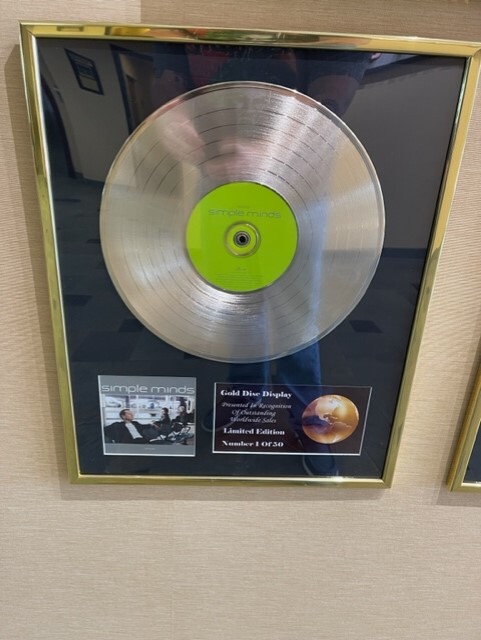 simple minds
simple minds
Gold Disc Display
Presented In Recognition
Of Outstanding
Worldwide Sales
Limited Edition
Number 1 Of 50